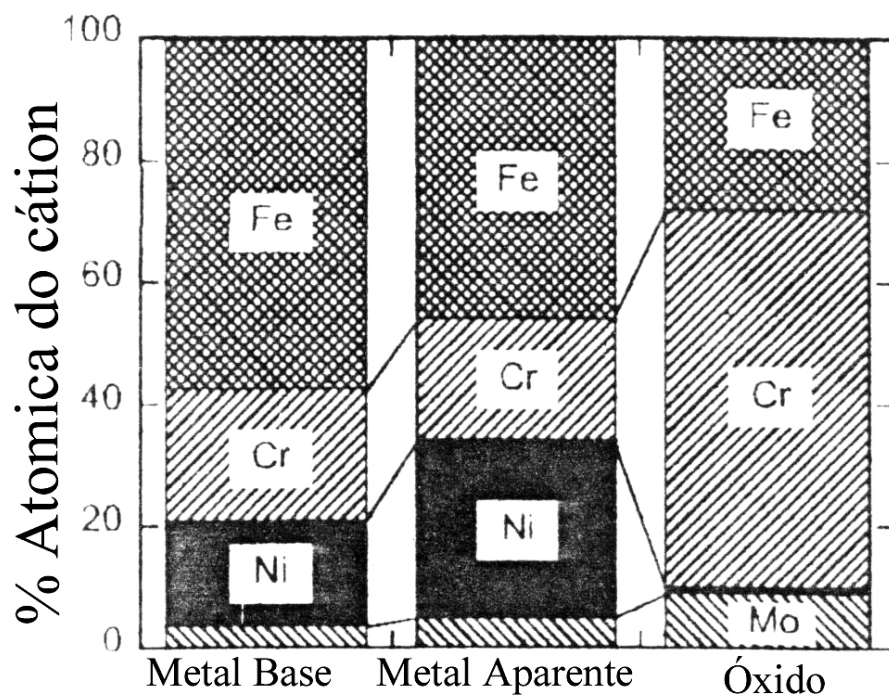 % Atomica do cátion
100
80
60
40
20
0
Fe
Cr
Ni
Fe
Cr
Ni
Fe
Cr
Mo
Metal Base
Metal Aparente
Óxido